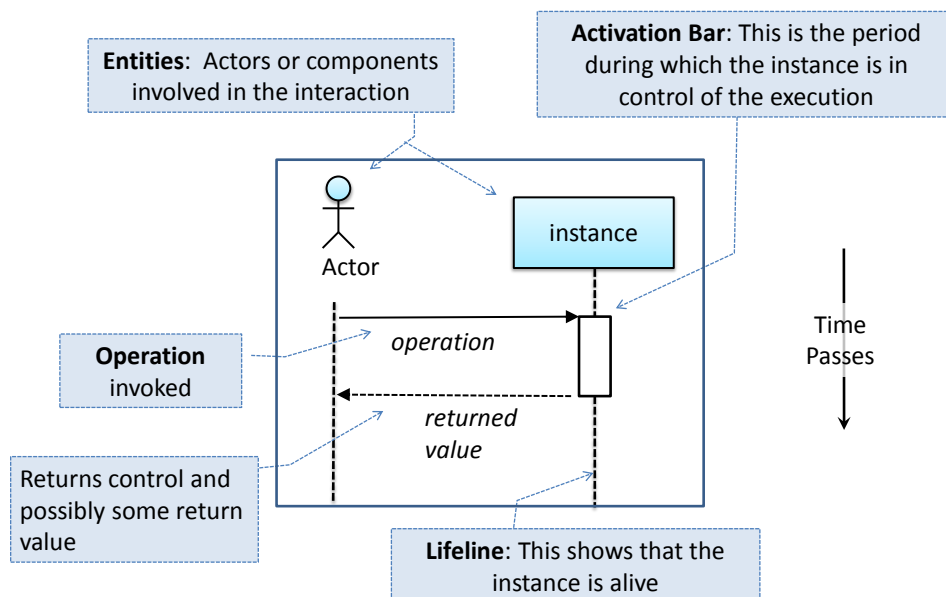 Entities: Actors or components
involved in the interaction
Activation Bar: This is the period
during which the instance is in
control of the execution
Actor
instance
operation
Operation
invoked
Time
Passes
returned
value
Returns control and
possibly some return
value
Lifeline: This shows that the
instance is alive